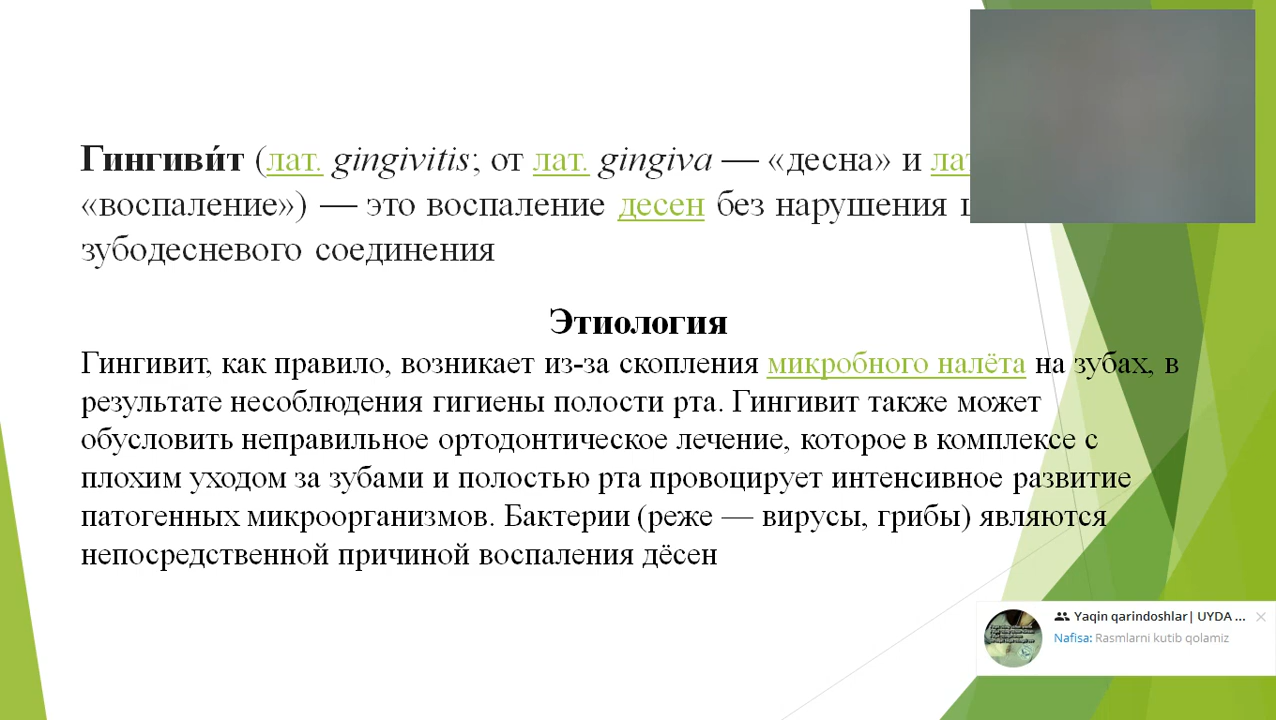 Гингиви́т (лат. gingivitis; от лат. gingiva — «десна» и
«воспаление») — это воспаление десен без нарушения
зубодесневого соединения
Этиология
Гингивит, как правило, возникает из-за скопления микробного налёта на зубах, в
результате несоблюдения гигиены полости рта. Гингивит также может
обусловить неправильное ортодонтическое лечение, которое в комплексе с
плохим уходом за зубами и полостью рта провоцирует интенсивное развитие
патогенных микроорганизмов. Бактерии (реже — вирусы, грибы) являются
непосредственной причиной воспаления дёсен
Yaqin qarindoshlar| UYDA ...
Nafisa: Rasmlarni kutib qolamiz